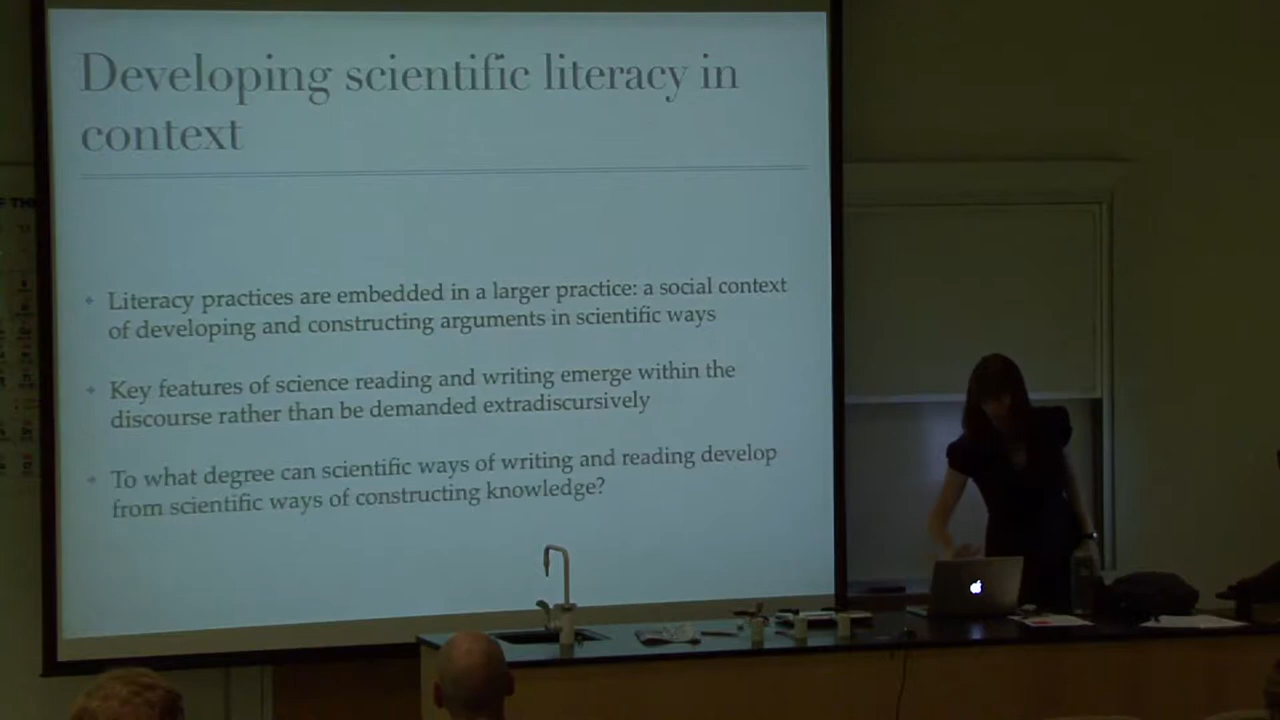 Developing scientific literacy in
context
Literacy practices are embedded in a larger practice: a social context
of developing and constructing arguments in scientific ways
Key features of science reading and writing emerge within the
discourse rather than be demanded extradiscursively
To what degree can scientific ways of writing and reading develop
from scientific ways of constructing knowledge?